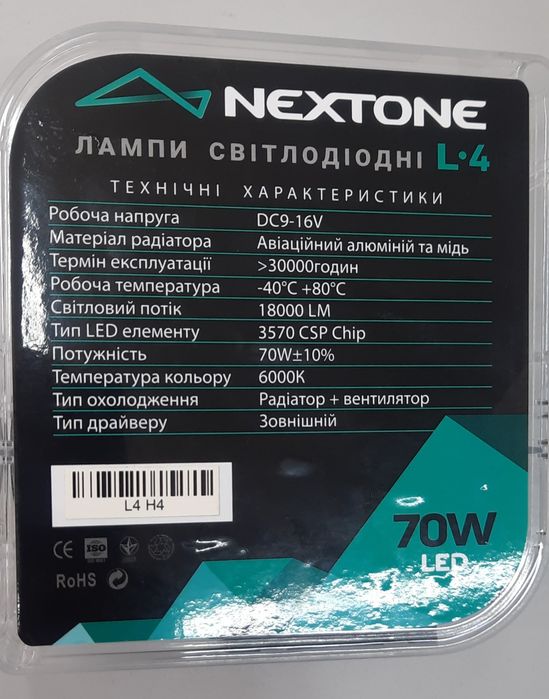 NEXTONE
ЛАМПИ СВІТЛОДІОДНІ L·4
ТЕХНІЧНІ ХАРАКТЕРИСТИКИ
Робоча напруга DC9-16V
Матеріал радіатора Авіаційний алюміній та мідь
Термін експлуатації >30000годин
Робоча температура -40°C +80°C
Світловий потік 18000 LM
Тип LED елементу 3570 CSP Chip
Потужність 70W±10%
Температура кольору 6000K
Тип охолодження Радіатор + вентилятор
Тип драйверу Зовнішній
L4 H4
70W
LED
CE ISO
RoHS